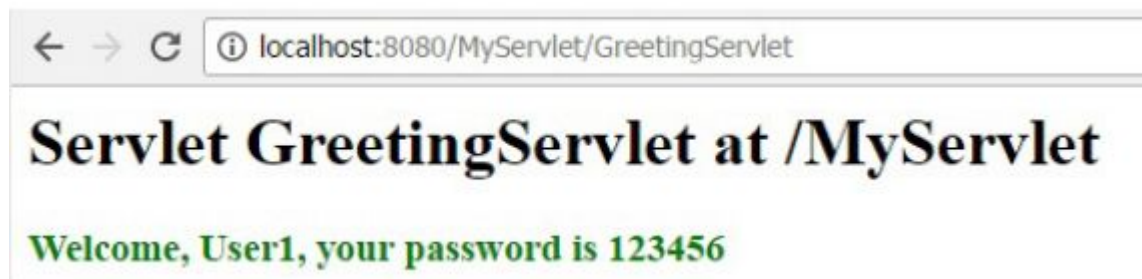 localhost:8080/MyServlet/GreetingServlet
Servlet GreetingServlet at /MyServlet
Welcome, User1, your password is 123456